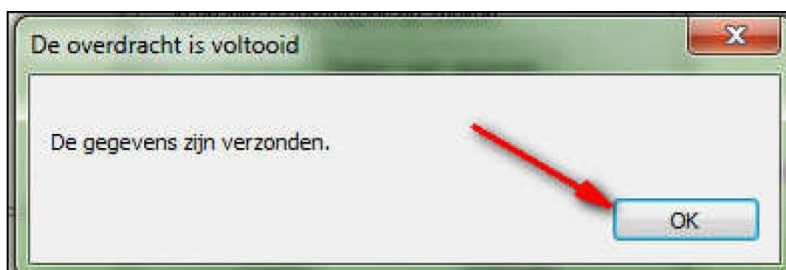 De overdracht is voltooid
De gegevens zijn verzonden.
OK